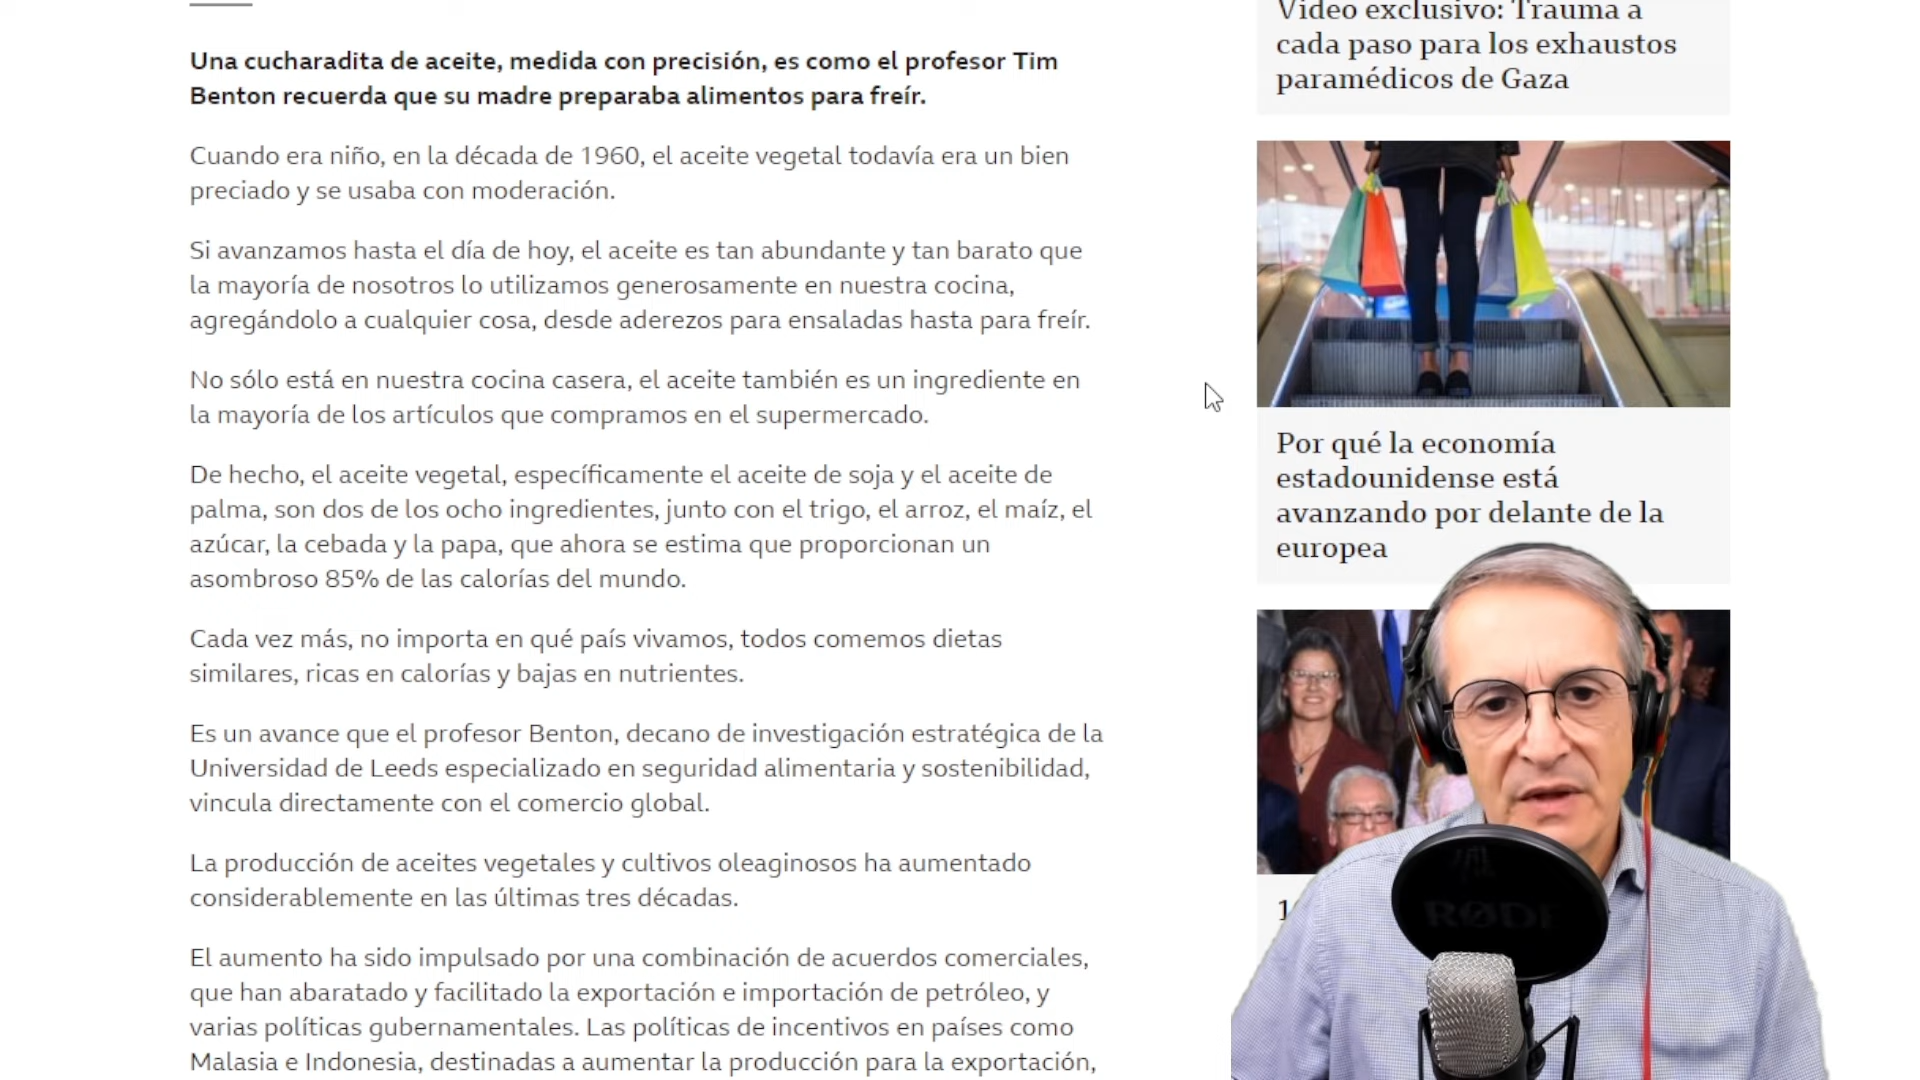 Una cucharadita de aceite, medida con precisión, es como el profesor Tim
Benton recuerda que su madre preparaba alimentos para freír.
Cuando era niño, en la década de 1960, el aceite vegetal todavía era un bien
preciado y se usaba con moderación.
Si avanzamos hasta el día de hoy, el aceite es tan abundante y tan barato que
la mayoría de nosotros lo utilizamos generosamente en nuestra cocina,
agregándolo a cualquier cosa, desde aderezos para ensaladas hasta para freír.
No sólo está en nuestra cocina casera, el aceite también es un ingrediente en
la mayoría de los artículos que compramos en el supermercado.
De hecho, el aceite vegetal, específicamente el aceite de soja y el aceite de
palma, son dos de los ocho ingredientes, junto con el trigo, el arroz, el maíz, el
azúcar, la cebada y la papa, que ahora se estima que proporcionan un
asombroso 85% de las calorías del mundo.
Cada vez más, no importa en qué país vivamos, todos comemos dietas
similares, ricas en calorías y bajas en nutrientes.
Es un avance que el profesor Benton, decano de investigación estratégica de la
Universidad de Leeds especializado en seguridad alimentaria y sostenibilidad,
vincula directamente con el comercio global.
La producción de aceites vegetales y cultivos oleaginosos ha aumentado
considerablemente en las últimas tres décadas.
El aumento ha sido impulsado por una combinación de acuerdos comerciales,
que han abaratado y facilitado la exportación e importación de petróleo, y
varias políticas gubernamentales. Las políticas de incentivos en países como
Malasia e Indonesia, destinadas a aumentar la producción para la exportación,
Video exclusivo: Trauma a
cada paso para los exhaustos
paramédicos de Gaza
Por qué la economía
estadounidense está
avanzando por delante de la
europea
RØDE